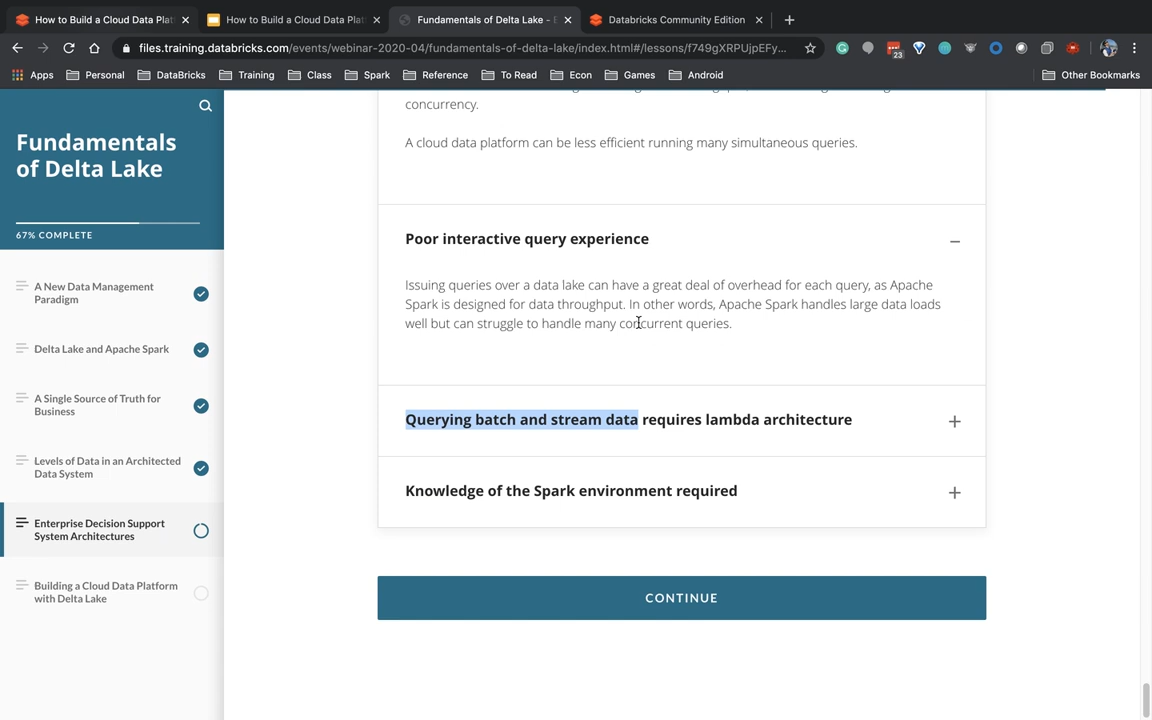 How to Build a Cloud Data Plat
How to Build a Cloud Data Plat
Fundamentals of Delta Lake - E
Databricks Community Edition
files.training.databricks.com/events/webinar-2020-04/fundamentals-of-delta-lake/index.html#/lessons/f749gXRPUjpEFy...
23
Apps
Personal
DataBricks
Training
Class
Spark
Reference
To Read
Econ
Games
Android
Other Bookmarks
Fundamentals
of Delta Lake
67% COMPLETE
A New Data Management
Paradigm
Delta Lake and Apache Spark
A Single Source of Truth for
Business
Levels of Data in an Architected
Data System
Enterprise Decision Support
System Architectures
Building a Cloud Data Platform
with Delta Lake
concurrency.
A cloud data platform can be less efficient running many simultaneous queries.
Poor interactive query experience
Issuing queries over a data lake can have a great deal of overhead for each query, as Apache
Spark is designed for data throughput. In other words, Apache Spark handles large data loads
well but can struggle to handle many concurrent queries.
Querying batch and stream data requires lambda architecture
Knowledge of the Spark environment required
CONTINUE